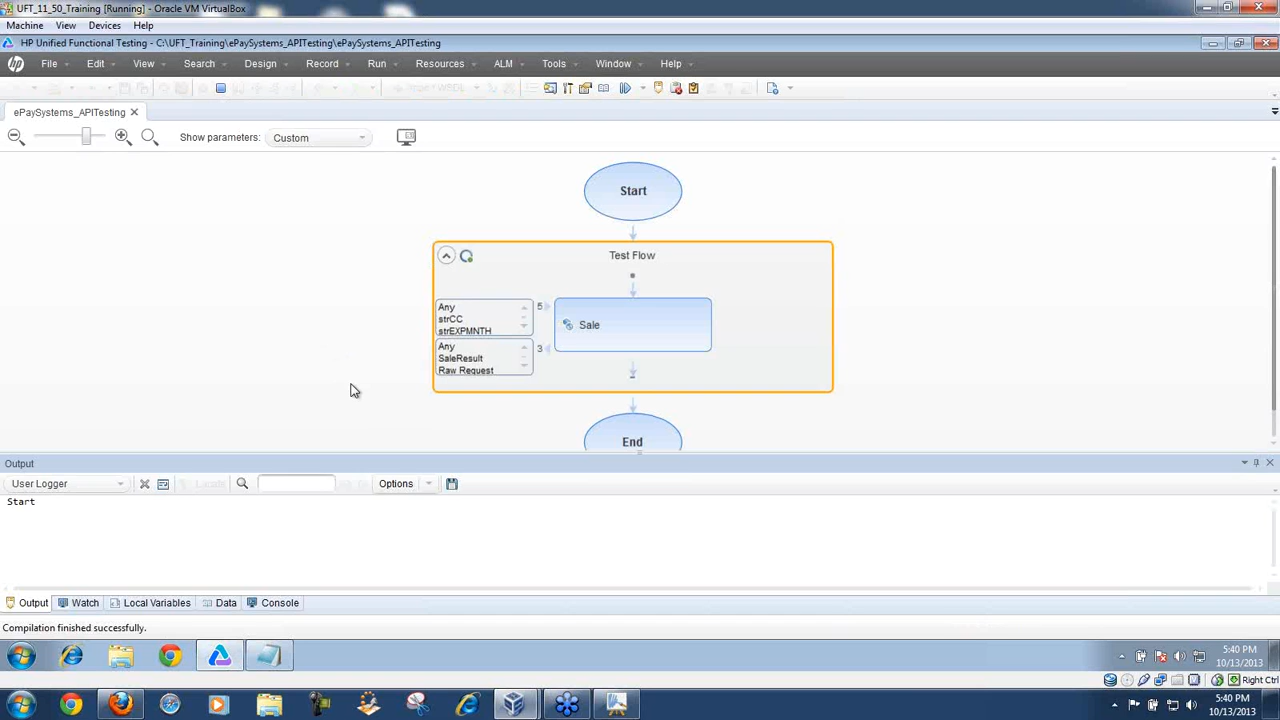 UFT_11_50_Training [Running] - Oracle VM VirtualBox
Machine View Devices Help
HP Unified Functional Testing - C:\UFT_Training\ePaySystems_APITesting\ePaySystems_APITesting
hp File Edit View Search Design Record Run Resources ALM Tools Window Help
ePaySystems_APITesting
Show parameters: Custom
Start
Test Flow
Any
strCC
strEXPMNTH
5
Sale
Any
SaleResult
Raw Request
3
End
Output
User Logger Options
Start
Output Watch Local Variables Data Console
Compilation finished successfully.
5:40 PM
10/13/2013
Right Ctrl
5:40 PM
10/13/2013